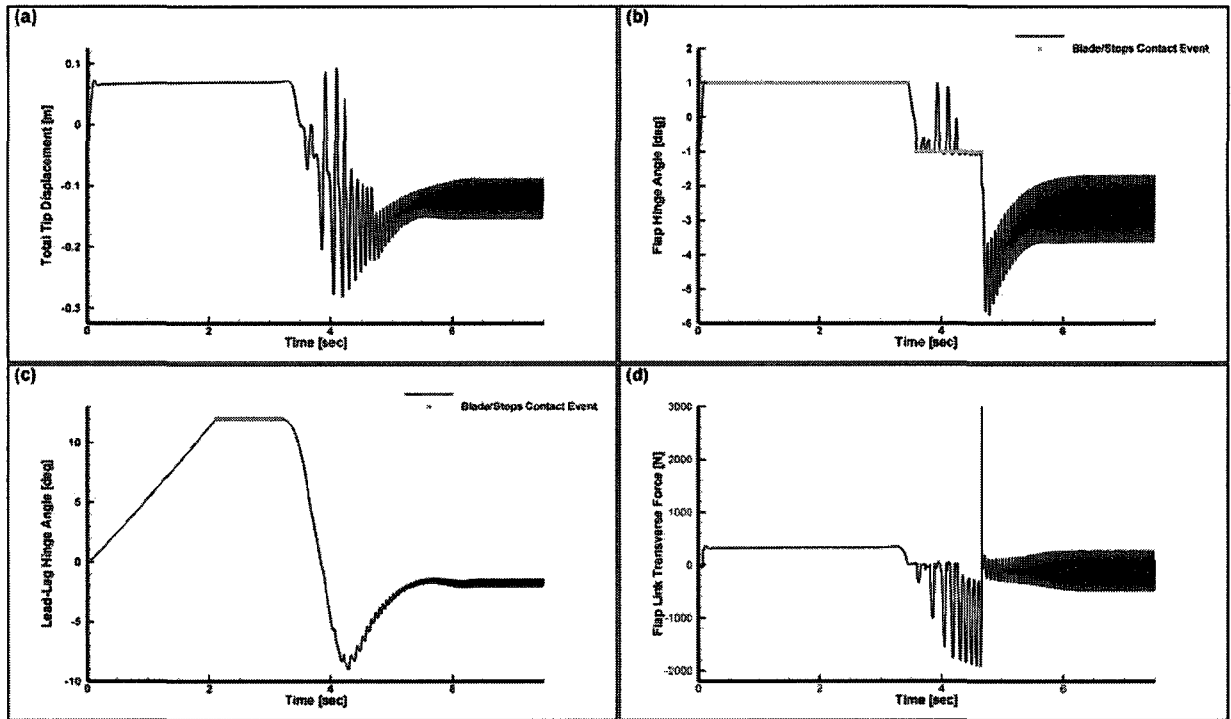 (a)
Total Tip Displacement [m]
0.1
0
-0.1
-0.2
-0.3
0
2
4
6
Time [sec]
(b)
Flap Hinge Angle [deg]
Blade/Stops Contact Event
2
1
0
-1
-2
-3
-4
-5
-6
0
2
4
6
Time [sec]
(c)
Lead-Lag Hinge Angle [deg]
Blade/Stops Contact Event
10
5
0
-5
-10
0
2
4
6
Time [sec]
(d)
Flap Link Transverse Force [N]
3000
2000
1000
0
-1000
-2000
0
2
4
6
Time [sec]